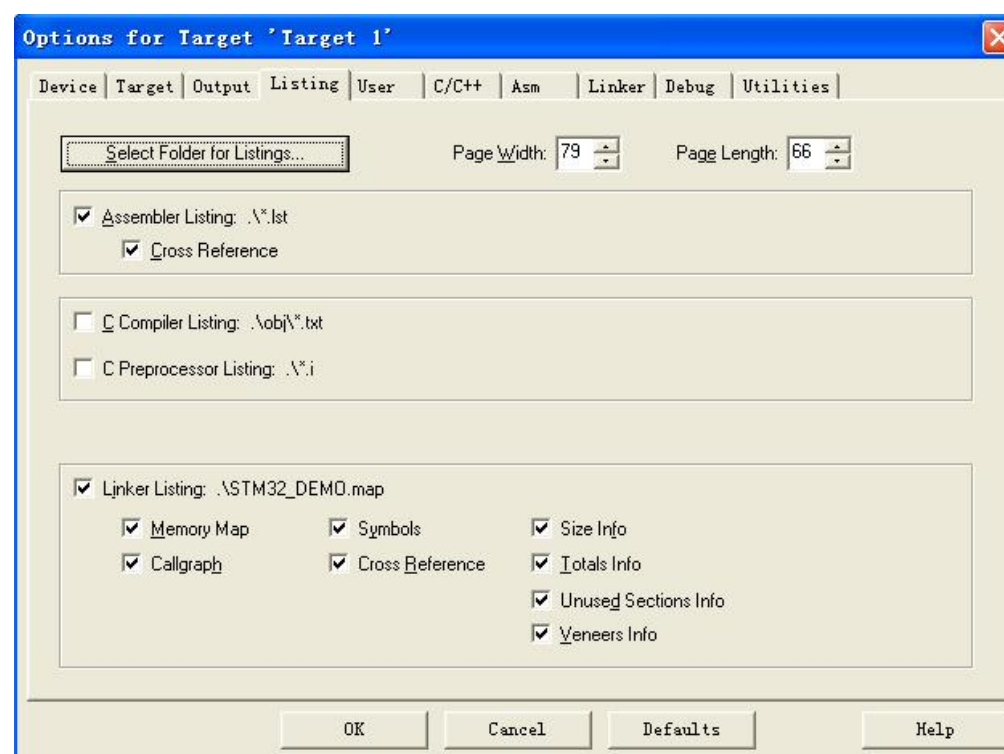 Options for Target 'Target 1'
Device Target Output Listing User C/C++ Asm Linker Debug Utilities
Select Folder for Listings... Page Width: 79 Page Length: 66
Assembler Listing: .\*.lst
Cross Reference
C Compiler Listing: .\obj\*.txt
C Preprocessor Listing: .\*.i
Linker Listing: .\STM32_DEMO.map
Memory Map Symbols Size Info
Callgraph Cross Reference Totals Info
Unused Sections Info
Veneers Info
OK Cancel Defaults Help